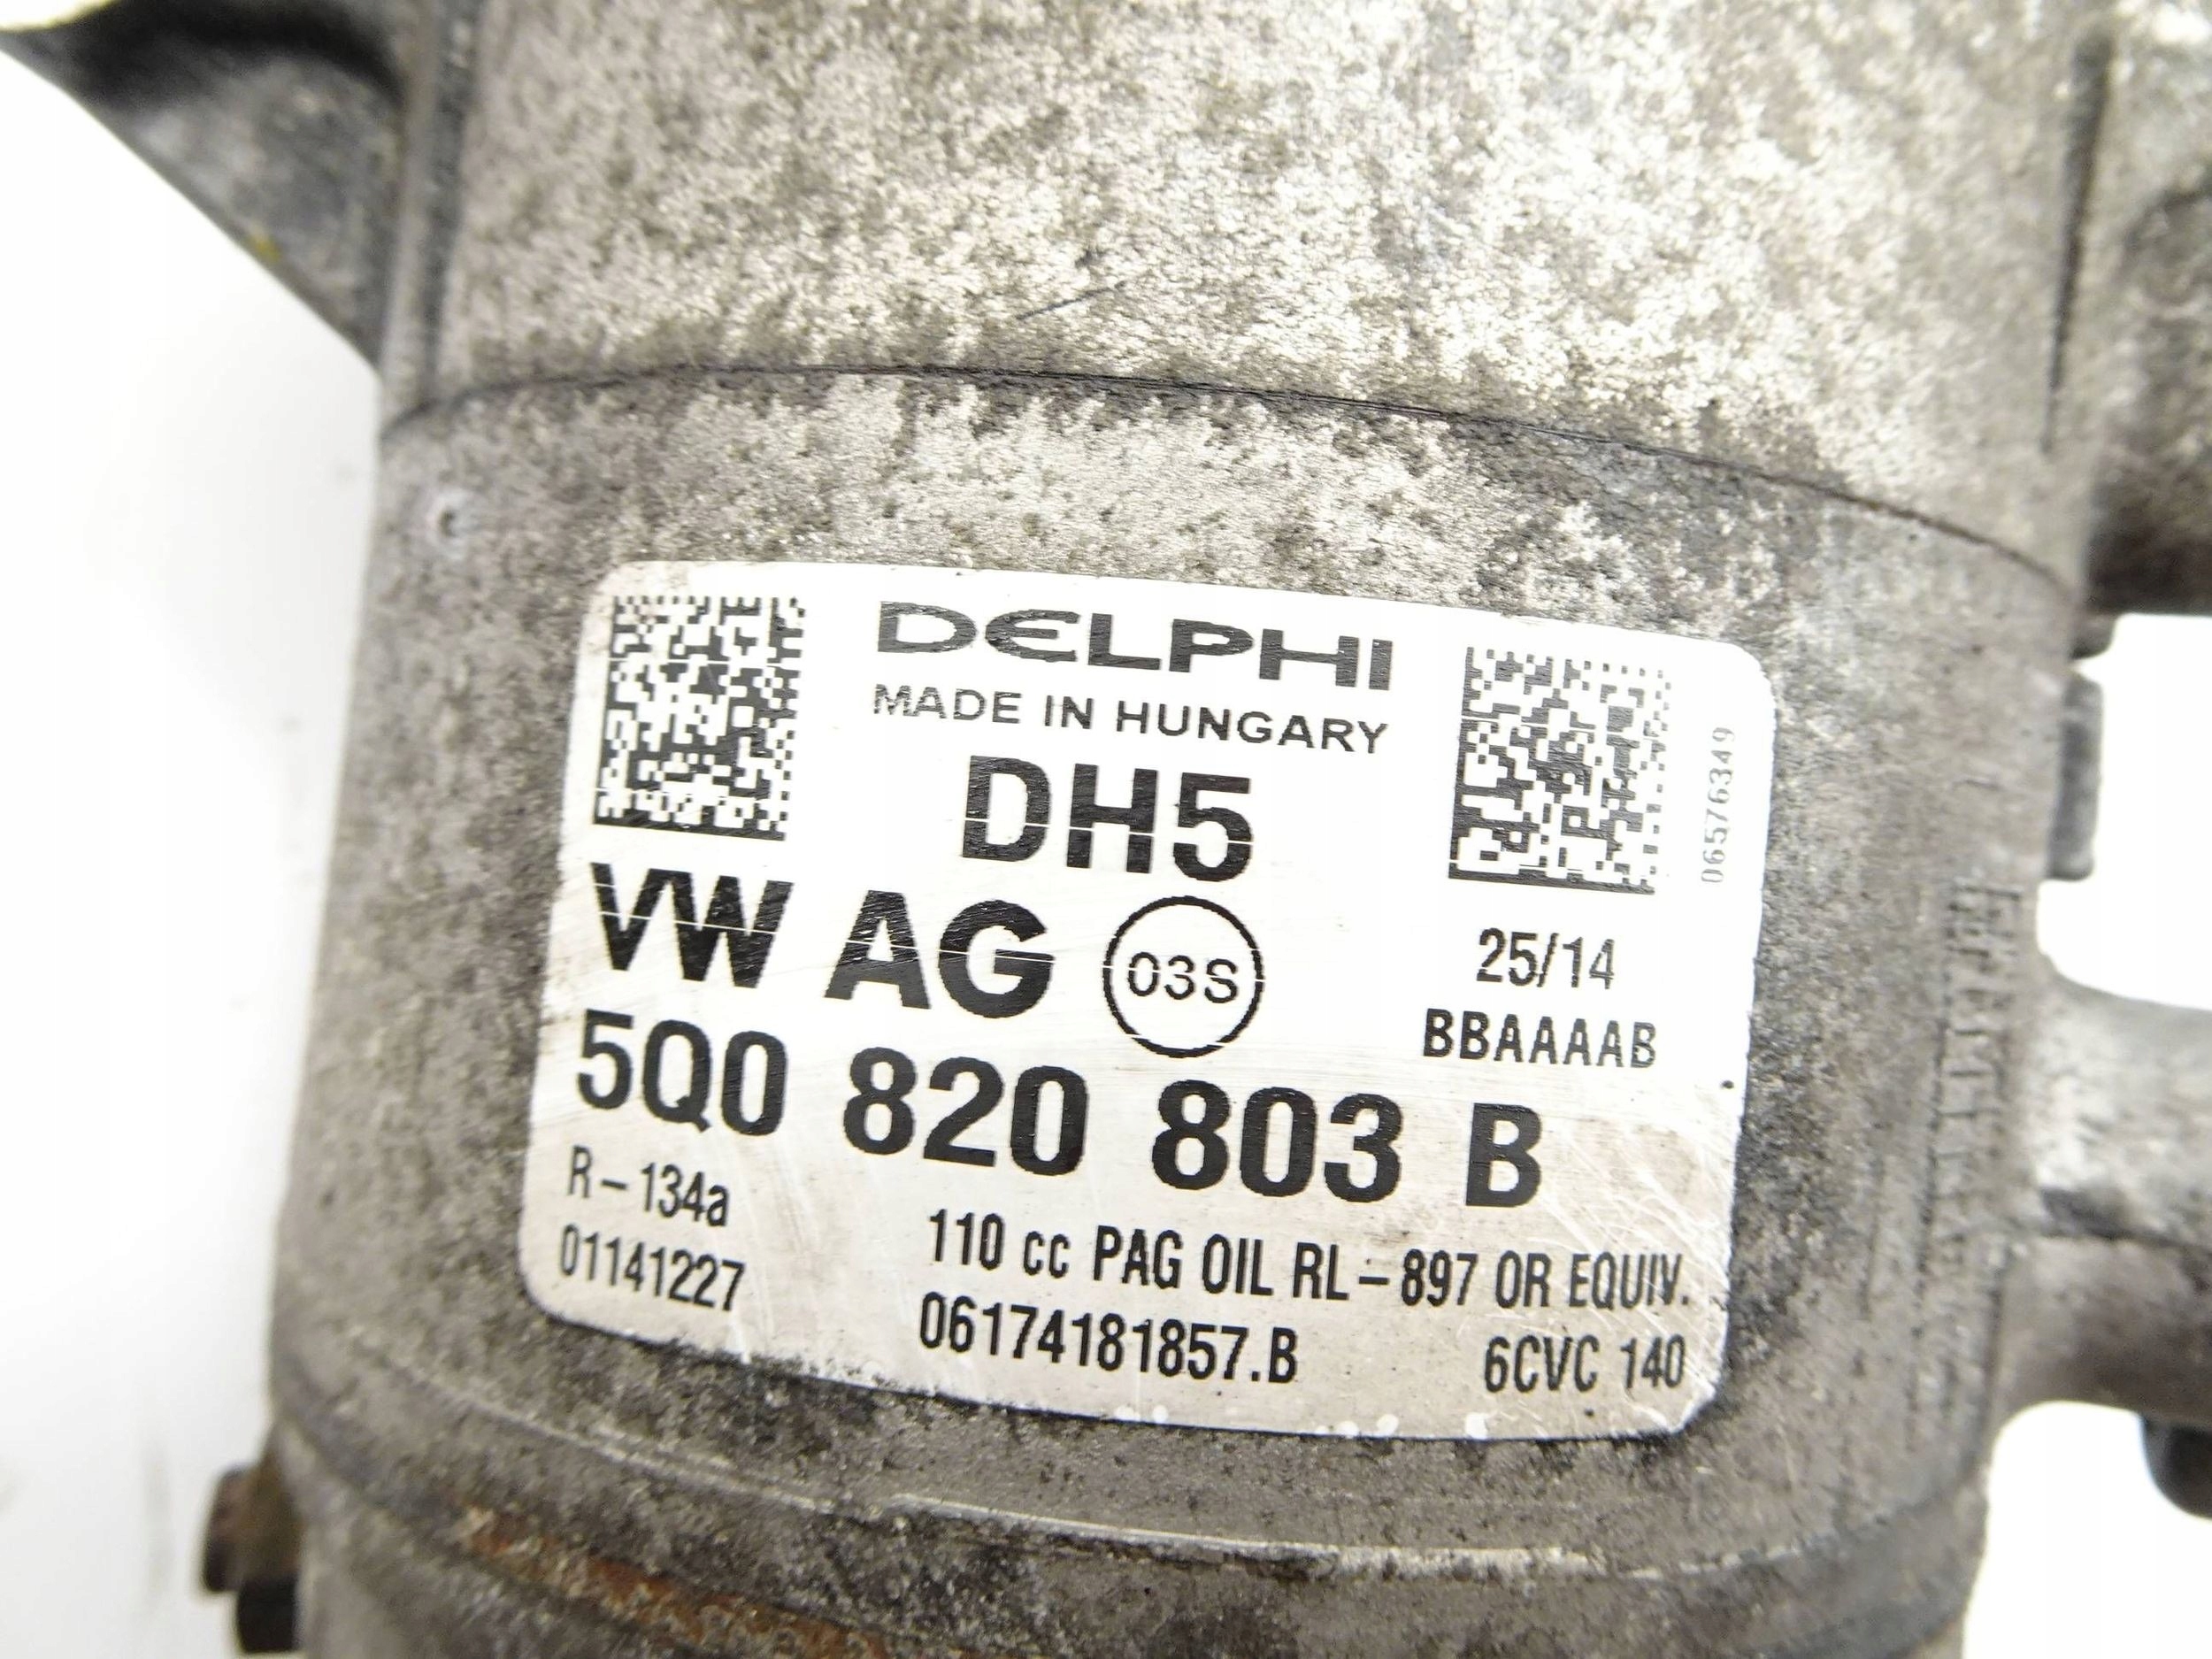 DELPHI
MADE IN HUNGARY
DH5
06576349
VW AG 03S 25/14
BBAAAAB
5Q0 820 803 B
R-134a
110 cc PAG OIL RL-897 OR EQUIV.
01141227
06174181857.B
6CVC 140